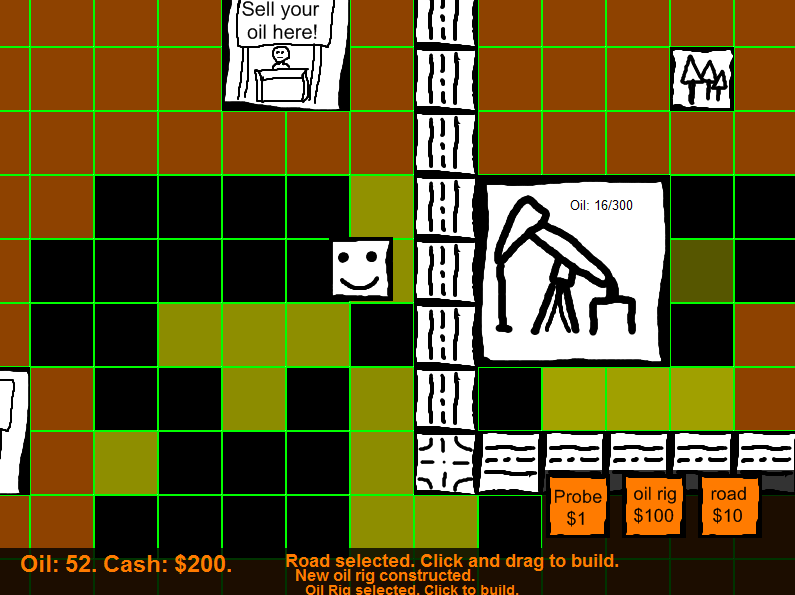 Sell your
oil here!
Oil: 16/300
Probe
$1
oil rig
$100
road
$10
Oil: 52. Cash: $200.
Road selected. Click and drag to build.
New oil rig constructed.
Oil Rig selected. Click to build.